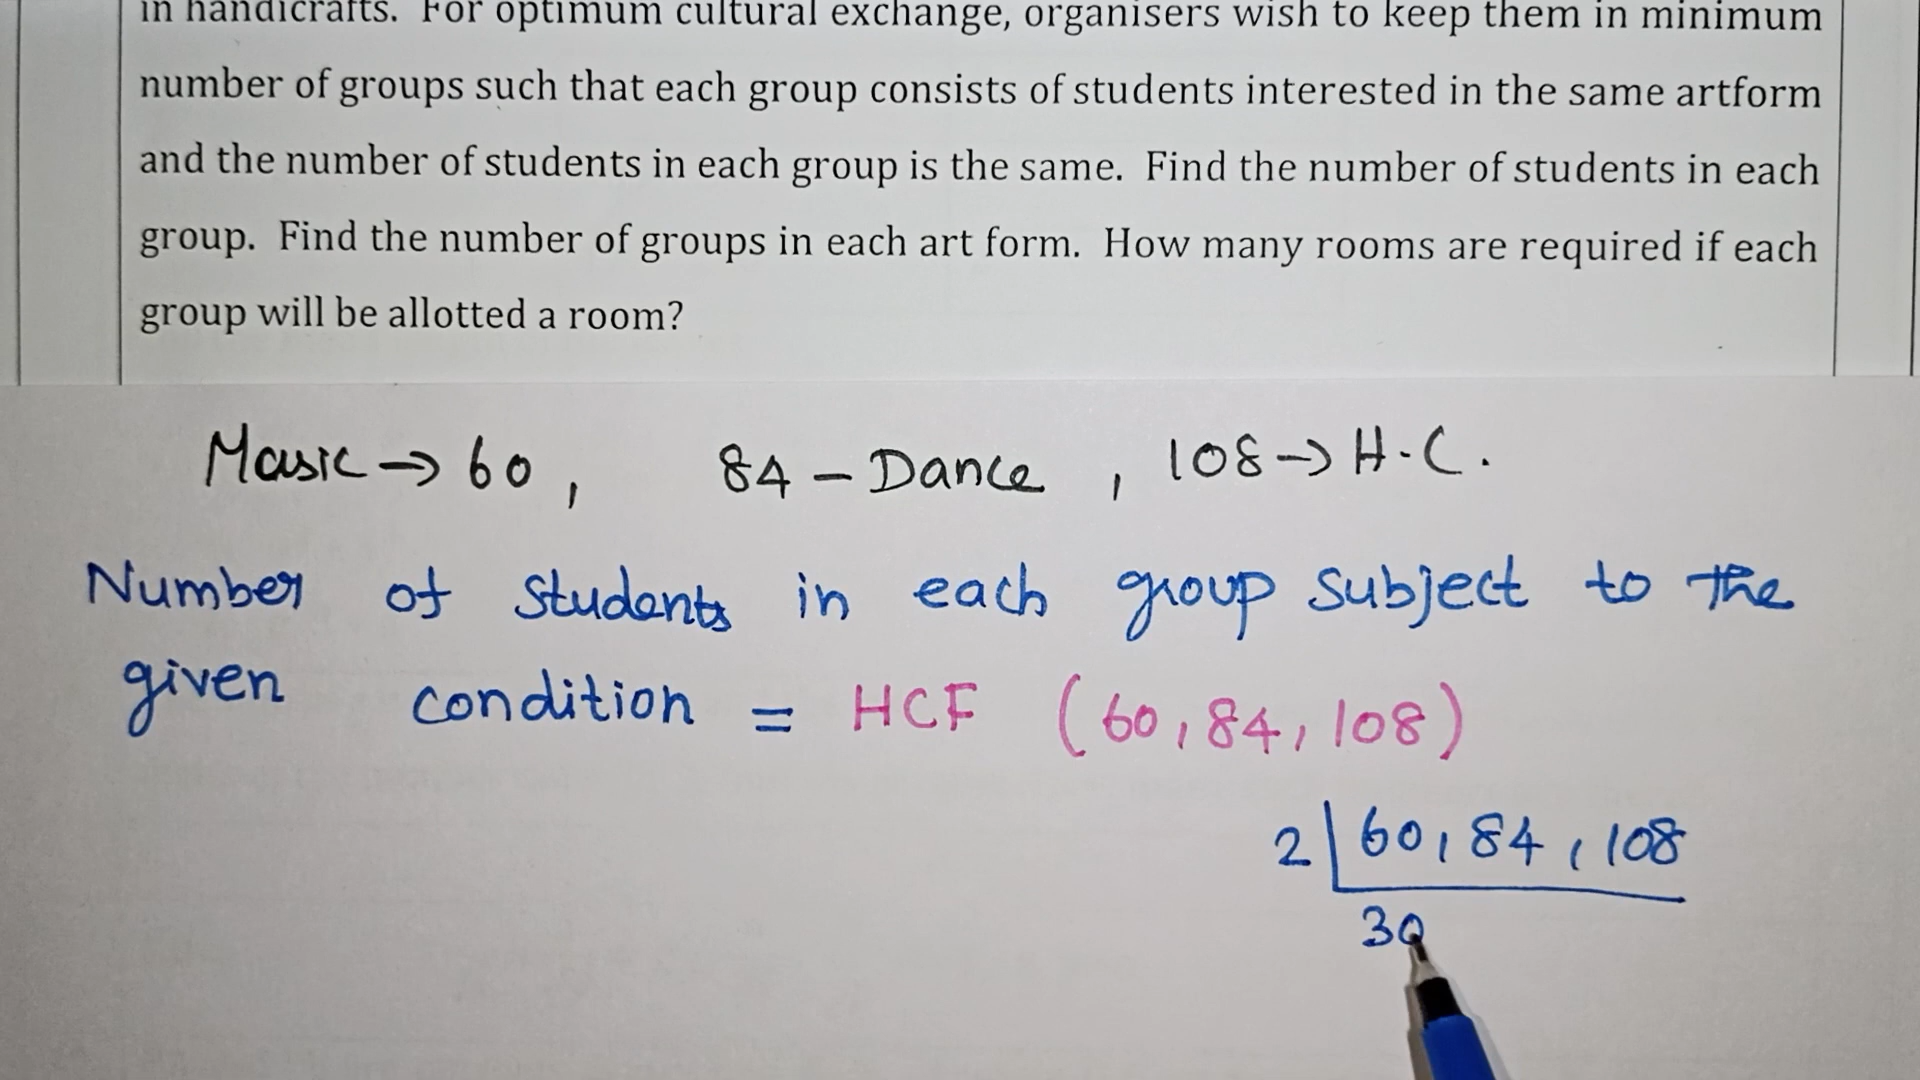 in handicrafts. For optimum cultural exchange, organisers wish to keep them in minimum
number of groups such that each group consists of students interested in the same artform
and the number of students in each group is the same. Find the number of students in each
group. Find the number of groups in each art form. How many rooms are required if each
group will be allotted a room?
Music → 60 , 84 – Dance , 108 → H.C.
Number of students in each group subject to the
given condition = HCF (60, 84, 108)
2 | 60, 84, 108
30